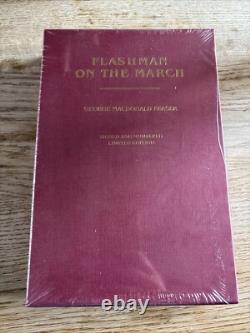 FLASHMAN
ON THE MARCH
GEORGE MACDONALD FRASER
SIGNED AND NUMBERED
LIMITED EDITION